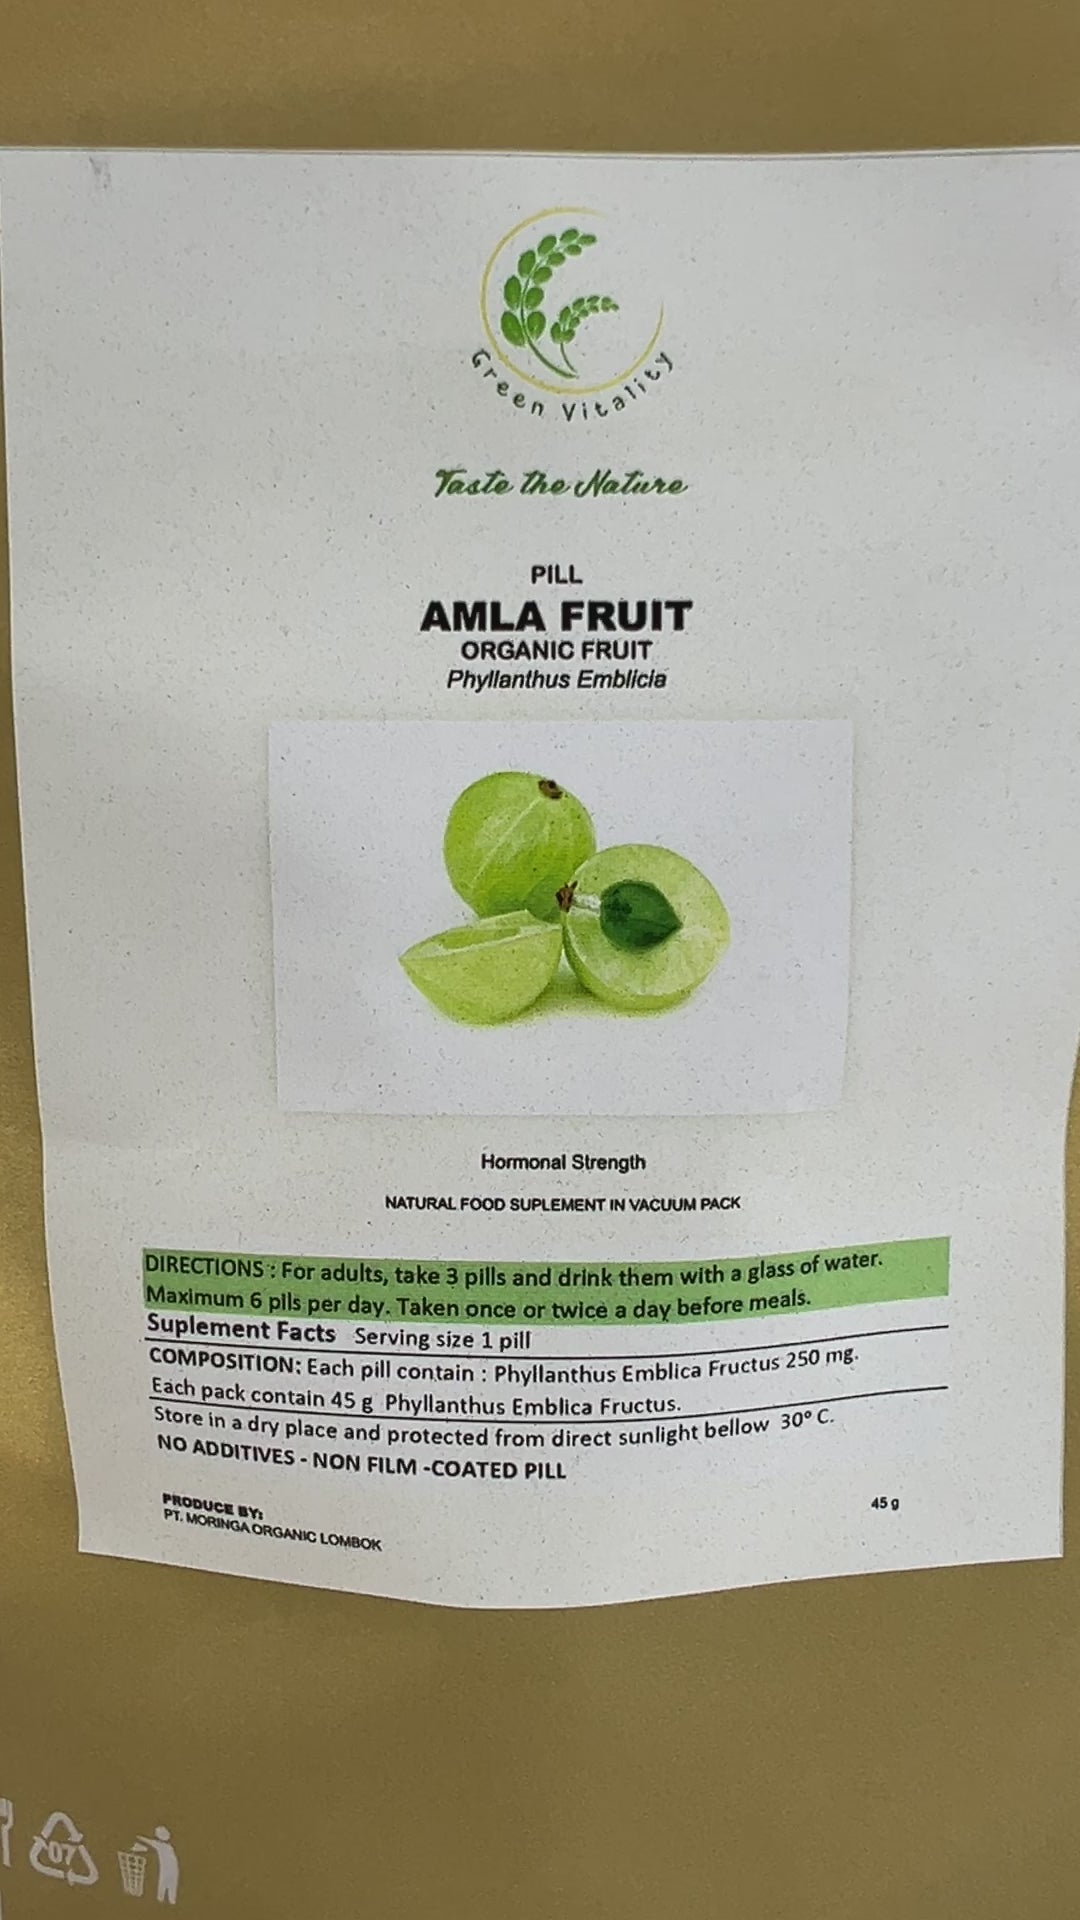 Green Vitality
Taste the Nature
PILL
AMLA FRUIT
ORGANIC FRUIT
Phyllanthus Emblicia
Hormonal Strength
NATURAL FOOD SUPLEMENT IN VACUUM PACK
DIRECTIONS : For adults, take 3 pills and drink them with a glass of water.
Maximum 6 pils per day. Taken once or twice a day before meals.
Suplement Facts Serving size 1 pill
COMPOSITION: Each pill contain : Phyllanthus Emblica Fructus 250 mg.
Each pack contain 45 g Phyllanthus Emblica Fructus.
Store in a dry place and protected from direct sunlight bellow 30° C.
NO ADDITIVES - NON FILM -COATED PILL
45 g
PRODUCE BY:
PT. MORINGA ORGANIC LOMBOK
07